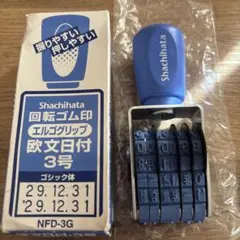 握りやすい
押しやすい
Shachihata
回転ゴム印
エルゴグリップ
欧文日付
3号
ゴシック体
29.12.31
'29.12.31
NFD-3G
Shachihata